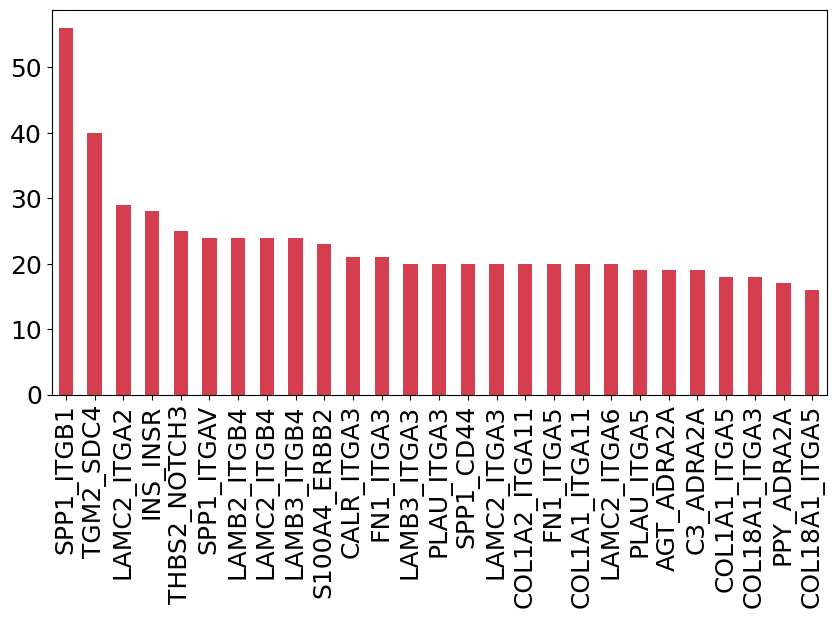 50
40
30
20
10
0
SPP1_ITGB1
TGM2_SDC4
LAMC2_ITGA2
INS_INSR
THBS2_NOTCH3
SPP1_ITGAV
LAMB2_ITGB4
LAMC2_ITGB4
LAMB3_ITGB4
S100A4_ERBB2
CALR_ITGA3
FN1_ITGA3
LAMB3_ITGA3
PLAU_ITGA3
SPP1_CD44
LAMC2_ITGA3
COL1A2_ITGA11
FN1_ITGA5
COL1A1_ITGA11
LAMC2_ITGA6
PLAU_ITGA5
AGT_ADRA2A
C3_ADRA2A
COL1A1_ITGA5
COL18A1_ITGA3
PPY_ADRA2A
COL18A1_ITGA5